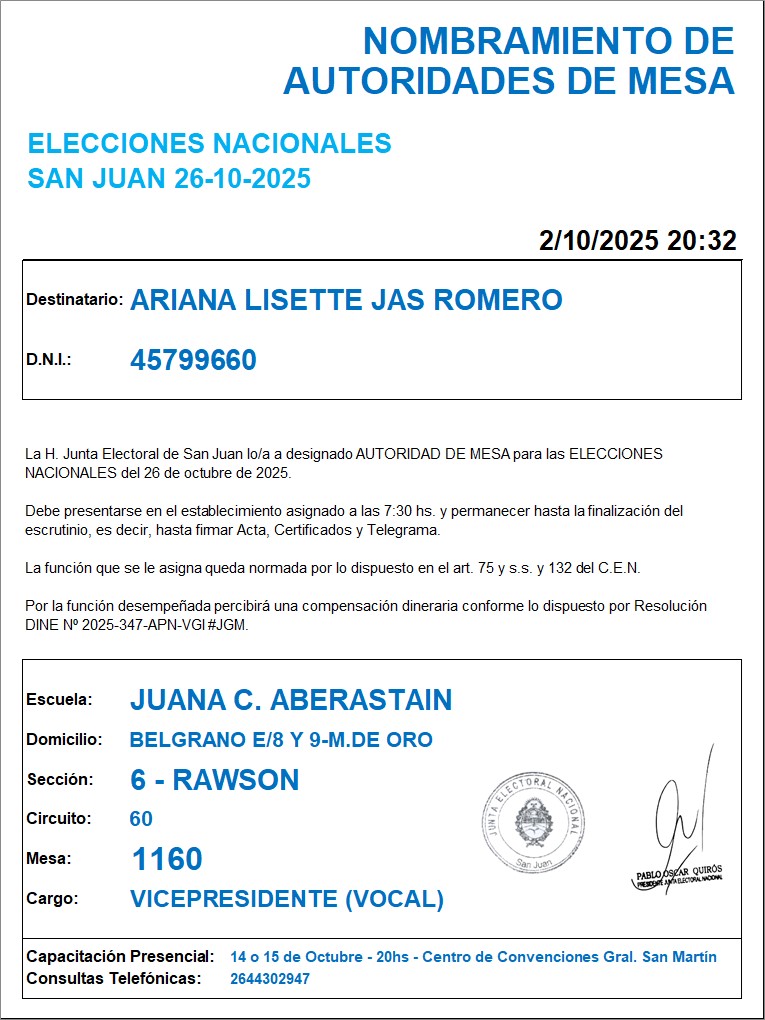 NOMBRAMIENTO DE
AUTORIDADES DE MESA
ELECCIONES NACIONALES
SAN JUAN 26-10-2025
2/10/2025 20:32
Destinatario: ARIANA LISETTE JAS ROMERO
D.N.I.: 45799660
La H. Junta Electoral de San Juan lo/a a designado AUTORIDAD DE MESA para las ELECCIONES
NACIONALES del 26 de octubre de 2025.
Debe presentarse en el establecimiento asignado a las 7:30 hs. y permanecer hasta la finalización del
escrutinio, es decir, hasta firmar Acta, Certificados y Telegrama.
La función que se le asigna queda normada por lo dispuesto en el art. 75 y s.s. y 132 del C.E.N.
Por la función desempeñada percibirá una compensación dineraria conforme lo dispuesto por Resolución
DINE Nº 2025-347-APN-VGI#JGM.
Escuela: JUANA C. ABERASTAIN
Domicilio: BELGRANO E/8 Y 9-M.DE ORO
Sección: 6 - RAWSON
Circuito: 60
Mesa: 1160
Cargo: VICEPRESIDENTE (VOCAL)
JUNTA ELECTORAL NACIONAL
San Juan
PABLO OSCAR QUIRÓS
PRESIDENTE JUNTA ELECTORAL NACIONAL
Capacitación Presencial: 14 o 15 de Octubre - 20hs - Centro de Convenciones Gral. San Martín
Consultas Telefónicas: 2644302947